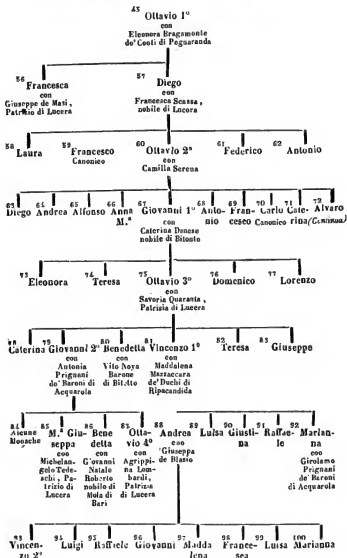 45
Ottavio 1°
con
Eleonora Bragamonte
de' Conti di Pegnaranda
56 57
Francesca Diego
con con
Giuseppe de Masi, Francesca Scassa,
Patrizio di Lucera nobile di Lucera
58 59 60 61 62
Laura Francesco Ottavio 2° Federico Antonio
Canonico con
Camilla Serena
63 64 65 66 67 68 69 70 71 72
Diego Andrea Alfonso Anna Giovanni 1° Anto- Fran- Carlo Cate- Alvaro
M.ª con nio cesco Canonico rina (Continua)
Caterina Danese
nobile di Bitonto
73 74 75 76 77
Eleonora Teresa Ottavio 3° Domenico Lorenzo
con
Savoria Quaranta,
Patrizia di Lucera
78 79 80 81 82 83
Caterina Giovanni 2° Benedetta Vincenzo 1° Teresa Giuseppe
con con con
Antonia Vito Noya Maddalena
Prignani Barone Mazzaccara
de' Baroni di di Bitetto de' Duchi di
Acquarola Ripacandida
84 85 86 87 88 89 90 91 92
Monache M.ª Giu- Bene Otta- Andrea Luisa Giusti- Raffae- Marian-
seppa detta vio 4° con na le na
con con con Giuseppa con
Michelan- Giovanni Agrippi- de Blasio Girolamo
gelo Tede- Natale na Lom- Prignani
schi, Pa- Roberto bardi, de' Baroni
trizio di nobile di Patrizia di Acquarola
Lucera Mola di di Lucera
Bari
93 94 95 96 97 98 99 100
Vincen- Luigi Raffaele Giovanni Madda France- Luisa Marianna
zo 2° lena sca